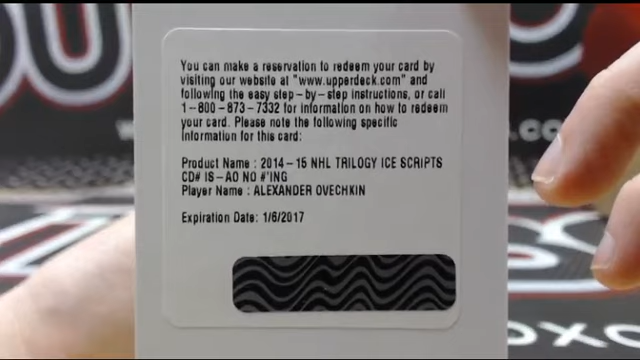 You can make a reservation to redeem your card by
visiting our website at "www.upperdeck.com" and
following the easy step-by-step instructions, or call
1-800-873-7332 for information on how to redeem
your card. Please note the following specific
information for this card:
Product Name : 2014-15 NHL TRILOGY ICE SCRIPTS
CD# IS-AO NO #'ING
Player Name : ALEXANDER OVECHKIN
Expiration Date: 1/6/2017